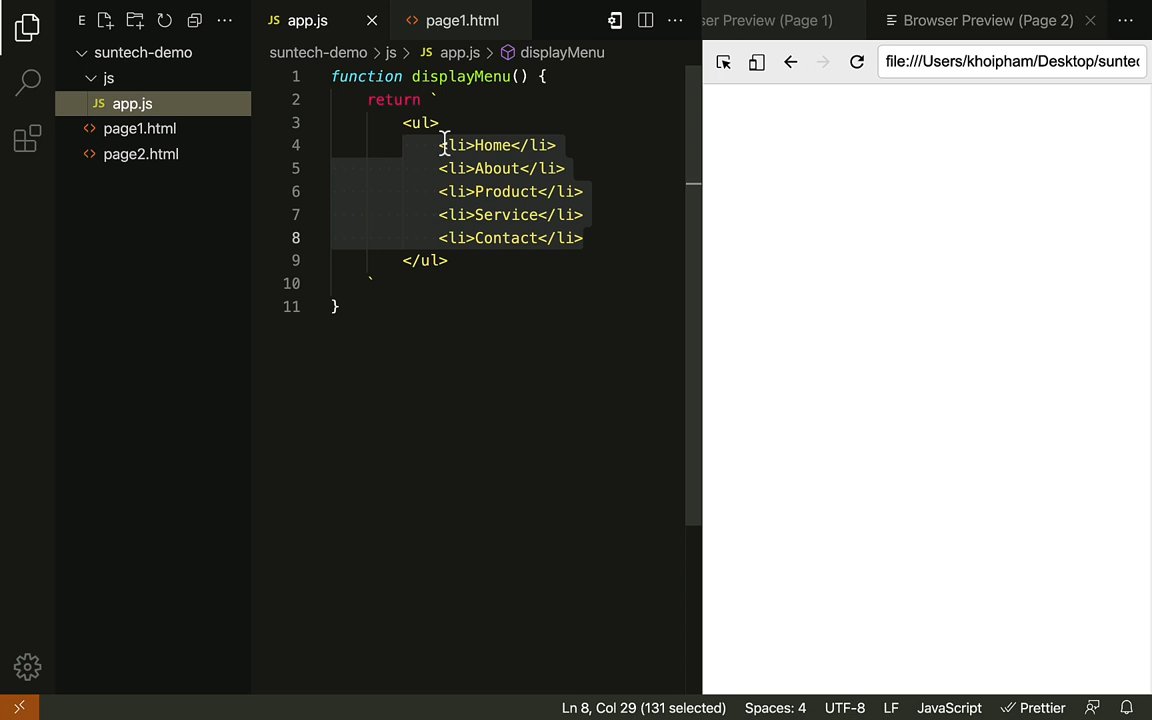 E
app.js
page1.html
ser Preview (Page 1)
Browser Preview (Page 2)
suntech-demo
js
app.js
page1.html
page2.html
suntech-demo > js > JS app.js > displayMenu
file:///Users/khoipham/Desktop/suntec
1 function displayMenu() {
2 return `
3 <ul>
4 <li>Home</li>
5 <li>About</li>
6 <li>Product</li>
7 <li>Service</li>
8 <li>Contact</li>
9 </ul>
10 `
11 }
Ln 8, Col 29 (131 selected) Spaces: 4 UTF-8 LF JavaScript Prettier